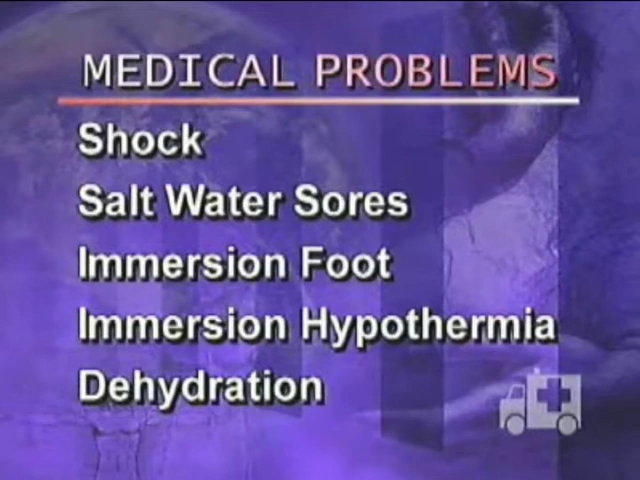 MEDICAL PROBLEMS
Shock
Salt Water Sores
Immersion Foot
Immersion Hypothermia
Dehydration